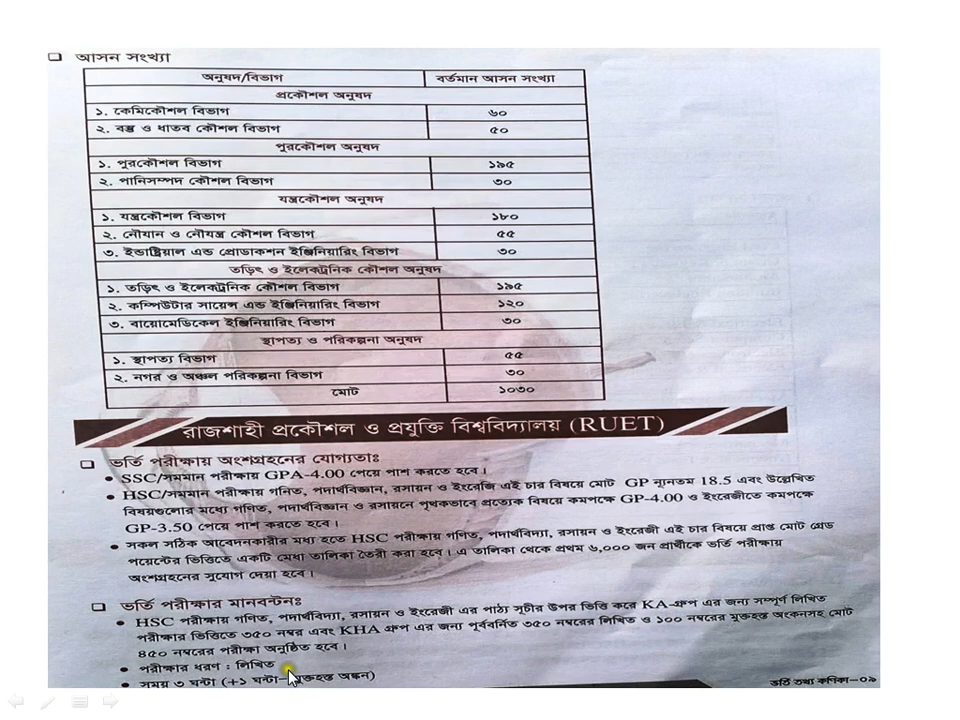 ❑ আসন সংখ্যা
অনুষদ/বিভাগ বর্তমান আসন সংখ্যা
প্রকৌশল অনুষদ
১. কেমিকৌশল বিভাগ ৬০
২. বস্তু ও ধাতব কৌশল বিভাগ ৫০
পুরকৌশল অনুষদ
১. পুরকৌশল বিভাগ ১৯৫
২. পানিসম্পদ কৌশল বিভাগ ৩০
যন্ত্রকৌশল অনুষদ
১. যন্ত্রকৌশল বিভাগ ১৮০
২. নৌযান ও নৌযন্ত্র কৌশল বিভাগ ৫৫
৩. ইন্ডাষ্ট্রিয়াল এন্ড প্রোডাকশন ইঞ্জিনিয়ারিং বিভাগ ৩০
তড়িৎ ও ইলেকট্রনিক কৌশল অনুষদ
১. তড়িৎ ও ইলেকট্রনিক কৌশল বিভাগ ১৯৫
২. কম্পিউটার সায়েন্স এন্ড ইঞ্জিনিয়ারিং বিভাগ ১২০
৩. বায়োমেডিকেল ইঞ্জিনিয়ারিং বিভাগ ৩০
স্থাপত্য ও পরিকল্পনা অনুষদ
১. স্থাপত্য বিভাগ ৫৫
২. নগর ও অঞ্চল পরিকল্পনা বিভাগ ৩০
মোট ১০৩০
রাজশাহী প্রকৌশল ও প্রযুক্তি বিশ্ববিদ্যালয় (RUET)
❑ ভর্তি পরীক্ষায় অংশগ্রহনের যোগ্যতাঃ
• SSC/সমমান পরীক্ষায় GPA-4.00 পেয়ে পাশ করতে হবে।
• HSC/সমমান পরীক্ষায় গনিত, পদার্থবিজ্ঞান, রসায়ন ও ইংরেজি এই চার বিষয়ে মোট GP ন্যূনতম 18.5 এবং উল্লেখিত
বিষয়গুলোর মধ্যে গণিত, পদার্থবিজ্ঞান ও রসায়নে পৃথকভাবে প্রত্যেক বিষয়ে কমপক্ষে GP-4.00 ও ইংরেজীতে কমপক্ষে
GP-3.50 পেয়ে পাশ করতে হবে।
• সকল সঠিক আবেদনকারীর মধ্য হতে HSC পরীক্ষায় গণিত, পদার্থবিদ্যা, রসায়ন ও ইংরেজী এই চার বিষয়ে প্রাপ্ত মোট গ্রেড
পয়েন্টের ভিত্তিতে একটি মেধা তালিকা তৈরী করা হবে। এ তালিকা থেকে প্রথম ৬,০০০ জন প্রার্থীকে ভর্তি পরীক্ষায়
অংশগ্রহনের সুযোগ দেয়া হবে।
❑ ভর্তি পরীক্ষার মানবন্টনঃ
• HSC পরীক্ষায় গণিত, পদার্থবিদ্যা, রসায়ন ও ইংরেজী এর পাঠ্য সূচীর উপর ভিত্তি করে KA-গ্রুপ এর জন্য সম্পূর্ণ লিখিত
পরীক্ষার ভিত্তিতে ৩৫০ নম্বর এবং KHA গ্রুপ এর জন্য পূর্ববর্নিত ৩৫০ নম্বরের লিখিত ও ১০০ নম্বরের মুক্তহস্ত অংকনসহ মোট
৪৫০ নম্বরের পরীক্ষা অনুষ্ঠিত হবে।
• পরীক্ষার ধরণ : লিখিত
• সময় ৩ ঘন্টা (+১ ঘন্টা– মুক্তহস্ত অঙ্কন)
ভর্তি তথ্য কণিকা–০৯